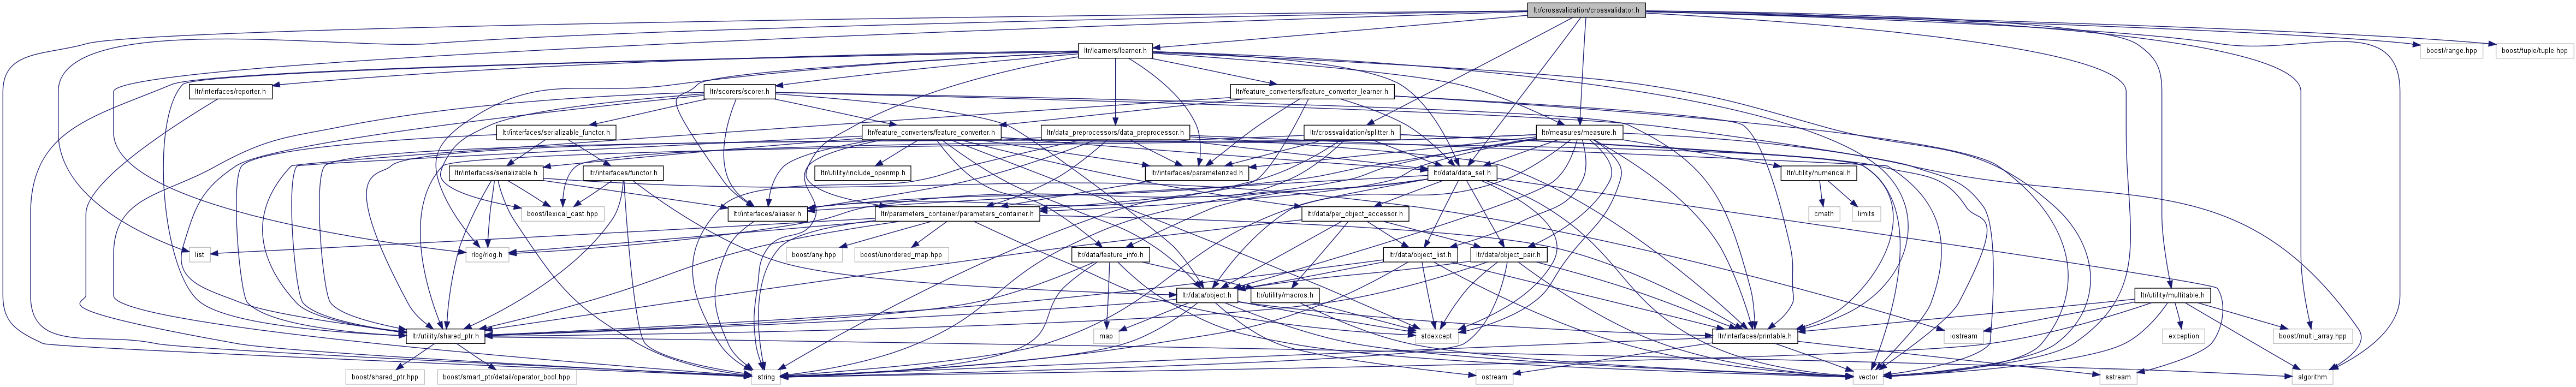 ltr/crossvalidation/crossvalidator.h
ltr/learners/learner.h
boost/range.hpp
boost/tuple/tuple.hpp
ltr/interfaces/reporter.h
ltr/scorers/scorer.h
ltr/feature_converters/feature_converter_learner.h
ltr/interfaces/serializable_functor.h
ltr/feature_converters/feature_converter.h
ltr/data_preprocessors/data_preprocessor.h
ltr/crossvalidation/splitter.h
ltr/measures/measure.h
ltr/interfaces/serializable.h
ltr/interfaces/functor.h
ltr/utility/include_openmp.h
ltr/interfaces/parameterized.h
ltr/data/data_set.h
ltr/utility/numerical.h
boost/lexical_cast.hpp
ltr/interfaces/aliaser.h
ltr/parameters_container/parameters_container.h
ltr/data/per_object_accessor.h
cmath
limits
list
rlog/rlog.h
boost/any.hpp
boost/unordered_map.hpp
ltr/data/feature_info.h
ltr/data/object_list.h
ltr/data/object_pair.h
ltr/data/object.h
ltr/utility/macros.h
ltr/utility/multitable.h
ltr/utility/shared_ptr.h
map
stdexcept
ltr/interfaces/printable.h
iostream
exception
boost/multi_array.hpp
boost/shared_ptr.hpp
boost/smart_ptr/detail/operator_bool.hpp
string
ostream
vector
sstream
algorithm